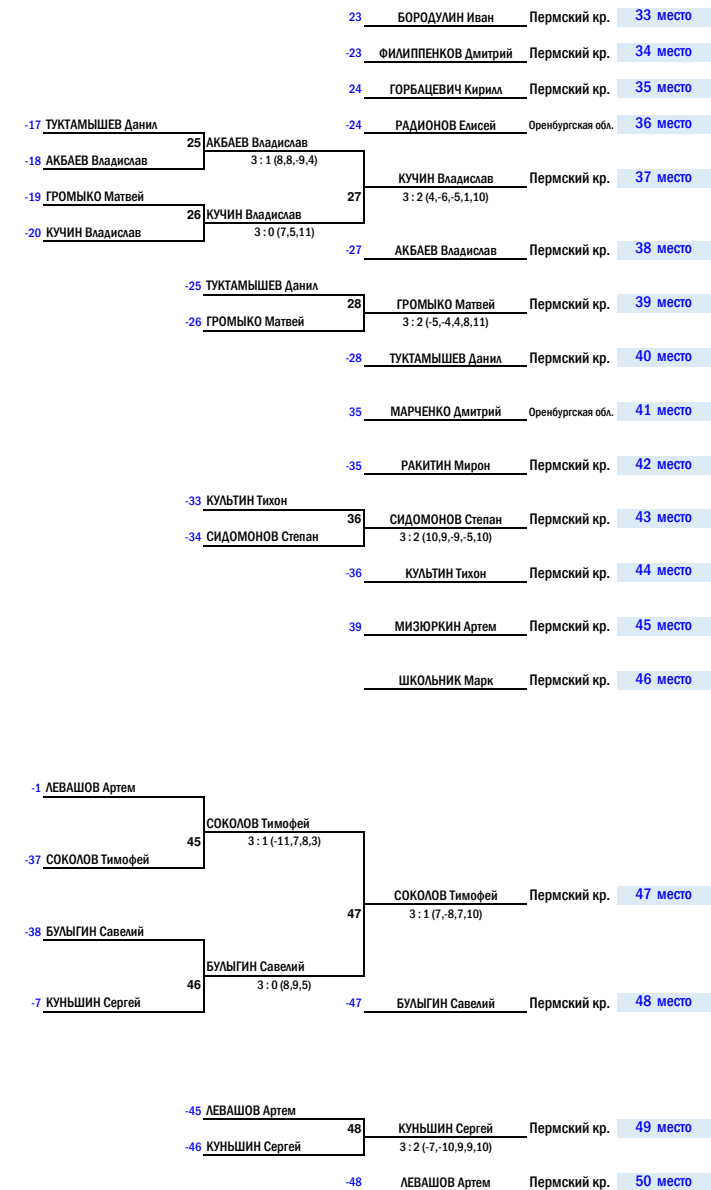 23 БОРОДУЛИН Иван Пермский кр. 33 место
-23 ФИЛИППЕНКОВ Дмитрий Пермский кр. 34 место
24 ГОРБАЦЕВИЧ Кирилл Пермский кр. 35 место
-17 ТУКТАМЫШЕВ Данил
-24 РАДИОНОВ Елисей Оренбургская обл. 36 место
25 АКБАЕВ Владислав
-18 АКБАЕВ Владислав 3 : 1 (8,8,-9,4)
КУЧИН Владислав Пермский кр. 37 место
-19 ГРОМЫКО Матвей 27 3 : 2 (4,-6,-5,1,10)
26 КУЧИН Владислав
-20 КУЧИН Владислав 3 : 0 (7,5,11)
-27 АКБАЕВ Владислав Пермский кр. 38 место
-25 ТУКТАМЫШЕВ Данил
28 ГРОМЫКО Матвей Пермский кр. 39 место
-26 ГРОМЫКО Матвей 3 : 2 (-5,-4,4,8,11)
-28 ТУКТАМЫШЕВ Данил Пермский кр. 40 место
35 МАРЧЕНКО Дмитрий Оренбургская обл. 41 место
-35 РАКИТИН Мирон Пермский кр. 42 место
-33 КУЛЬТИН Тихон
36 СИДОМОНОВ Степан Пермский кр. 43 место
-34 СИДОМОНОВ Степан 3 : 2 (10,9,-9,-5,10)
-36 КУЛЬТИН Тихон Пермский кр. 44 место
39 МИЗЮРКИН Артем Пермский кр. 45 место
ШКОЛЬНИК Марк Пермский кр. 46 место
-1 ЛЕВАШОВ Артем
СОКОЛОВ Тимофей
45 3 : 1 (-11,7,8,3)
-37 СОКОЛОВ Тимофей
СОКОЛОВ Тимофей Пермский кр. 47 место
47 3 : 1 (7,-8,7,10)
-38 БУЛЫГИН Савелий
БУЛЫГИН Савелий
46 3 : 0 (8,9,5)
-7 КУНЬШИН Сергей -47 БУЛЫГИН Савелий Пермский кр. 48 место
-45 ЛЕВАШОВ Артем
48 КУНЬШИН Сергей Пермский кр. 49 место
-46 КУНЬШИН Сергей 3 : 2 (-7,-10,9,9,10)
-48 ЛЕВАШОВ Артем Пермский кр. 50 место